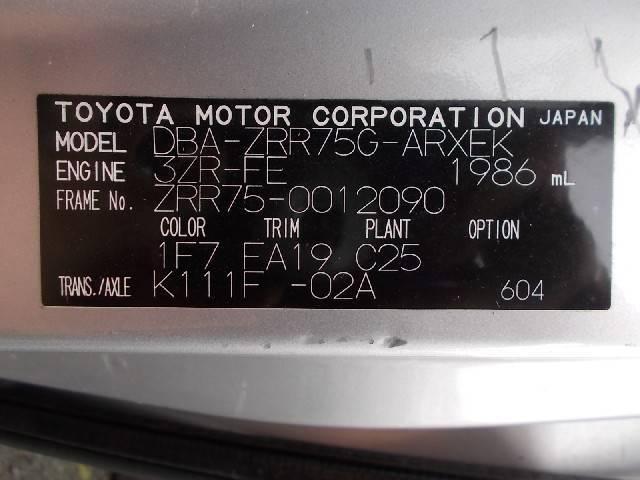 TOYOTA MOTOR CORPORATION JAPAN
MODEL DBA-ZRR75G-ARXEK
ENGINE 3ZR-FE 1986 mL
FRAME No. ZRR75-0012090
COLOR TRIM PLANT OPTION
1F7 EA19 C25
TRANS./AXLE K111F -02A 604